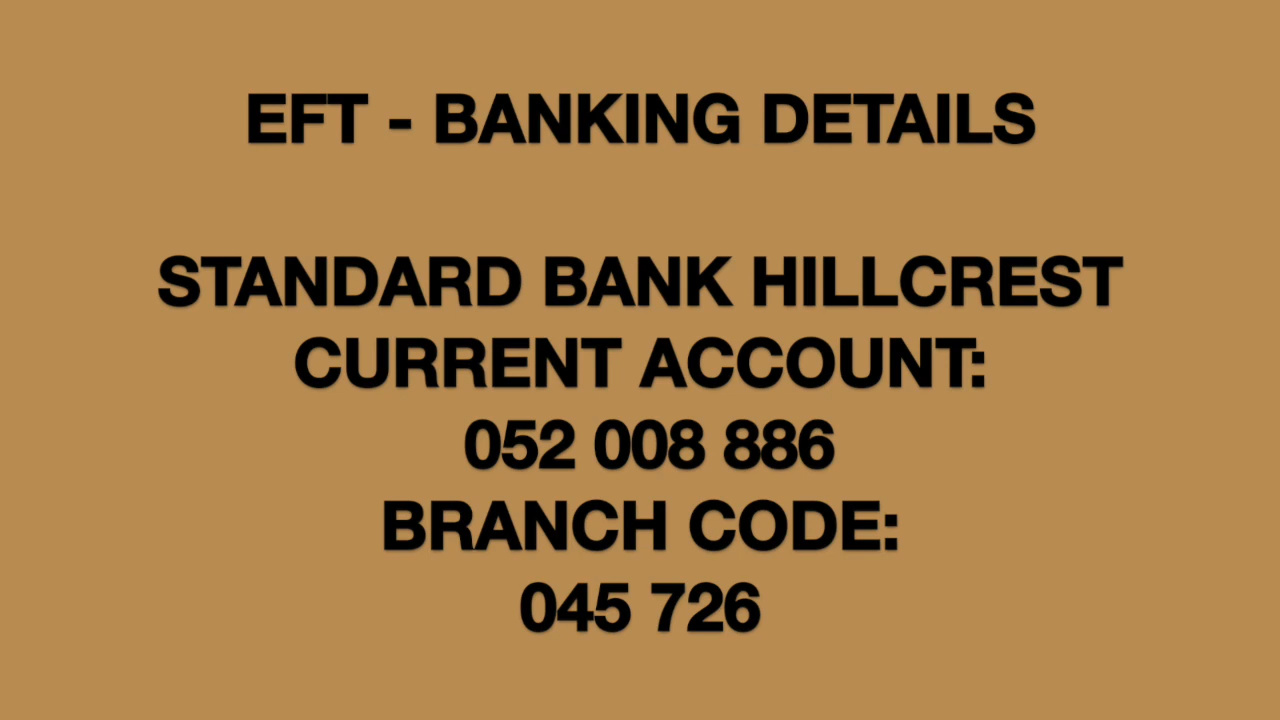 EFT - BANKING DETAILS
STANDARD BANK HILLCREST
CURRENT ACCOUNT:
052 008 886
BRANCH CODE:
045 726